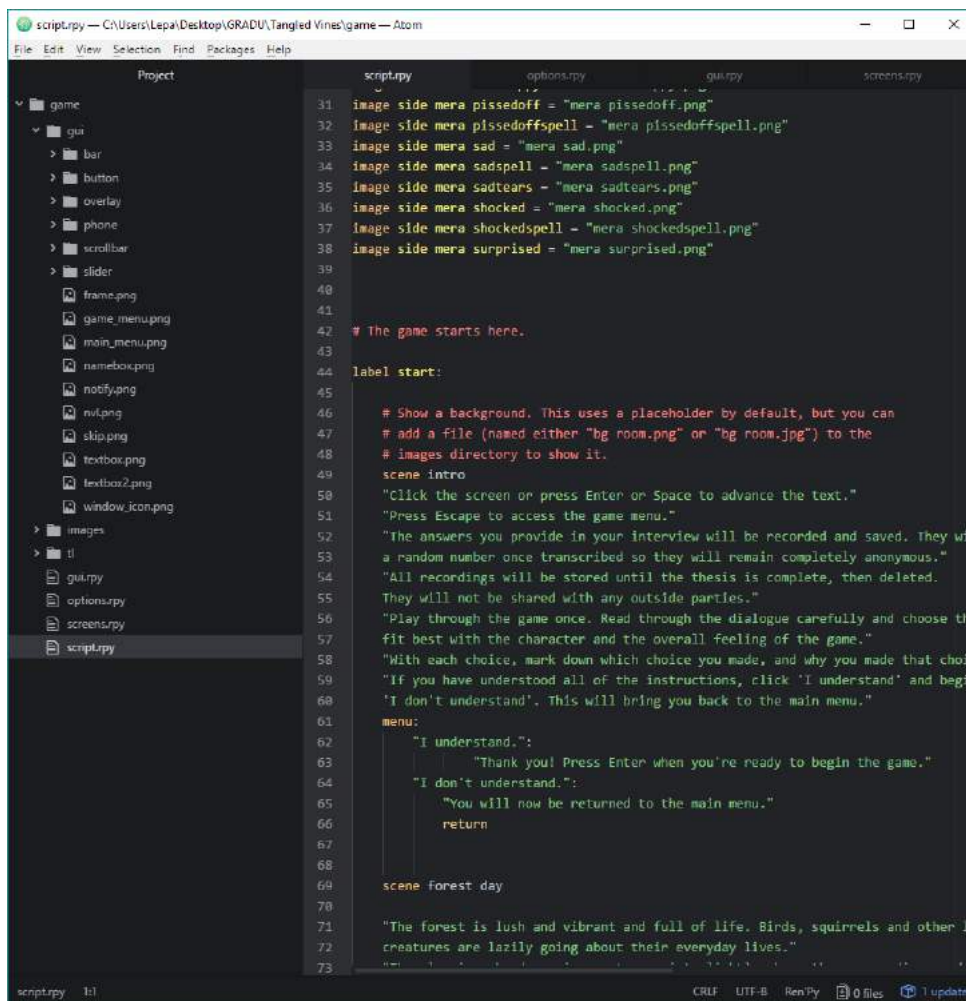 script.rpy — C:\Users\Lepa\Desktop\GRADU\Tangled Vines\game — Atom
File Edit View Selection Find Packages Help
Project
game
gui
bar
button
overlay
phone
scrollbar
slider
frame.png
game_menu.png
main_menu.png
namebox.png
notify.png
nvl.png
skip.png
textbox.png
textbox2.png
window_icon.png
images
tl
gui.rpy
options.rpy
screens.rpy
script.rpy
script.rpy options.rpy gui.rpy screens.rpy
31 image side mera pissedoff = "mera pissedoff.png"
32 image side mera pissedoffspell = "mera pissedoffspell.png"
33 image side mera sad = "mera sad.png"
34 image side mera sadspell = "mera sadspell.png"
35 image side mera sadtears = "mera sadtears.png"
36 image side mera shocked = "mera shocked.png"
37 image side mera shockedspell = "mera shockedspell.png"
38 image side mera surprised = "mera surprised.png"
39
40
41
42 # The game starts here.
43
44 label start:
45
46 # Show a background. This uses a placeholder by default, but you can
47 # add a file (named either "bg room.png" or "bg room.jpg") to the
48 # images directory to show it.
49 scene intro
50 "Click the screen or press Enter or Space to advance the text."
51 "Press Escape to access the game menu."
52 "The answers you provide in your interview will be recorded and saved. They wi
53 a random number once transcribed so they will remain completely anonymous."
54 "All recordings will be stored until the thesis is complete, then deleted.
55 They will not be shared with any outside parties."
56 "Play through the game once. Read through the dialogue carefully and choose th
57 fit best with the character and the overall feeling of the game."
58 "With each choice, mark down which choice you made, and why you made that choi
59 "If you have understood all of the instructions, click 'I understand' and begi
60 'I don't understand'. This will bring you back to the main menu."
61 menu:
62 "I understand.":
63 "Thank you! Press Enter when you're ready to begin the game."
64 "I don't understand.":
65 "You will now be returned to the main menu."
66 return
67
68
69 scene forest day
70
71 "The forest is lush and vibrant and full of life. Birds, squirrels and other l
72 creatures are lazily going about their everyday lives."
73
script.rpy 1:1 CRLF UTF-8 Ren'Py 0 files 1 updat